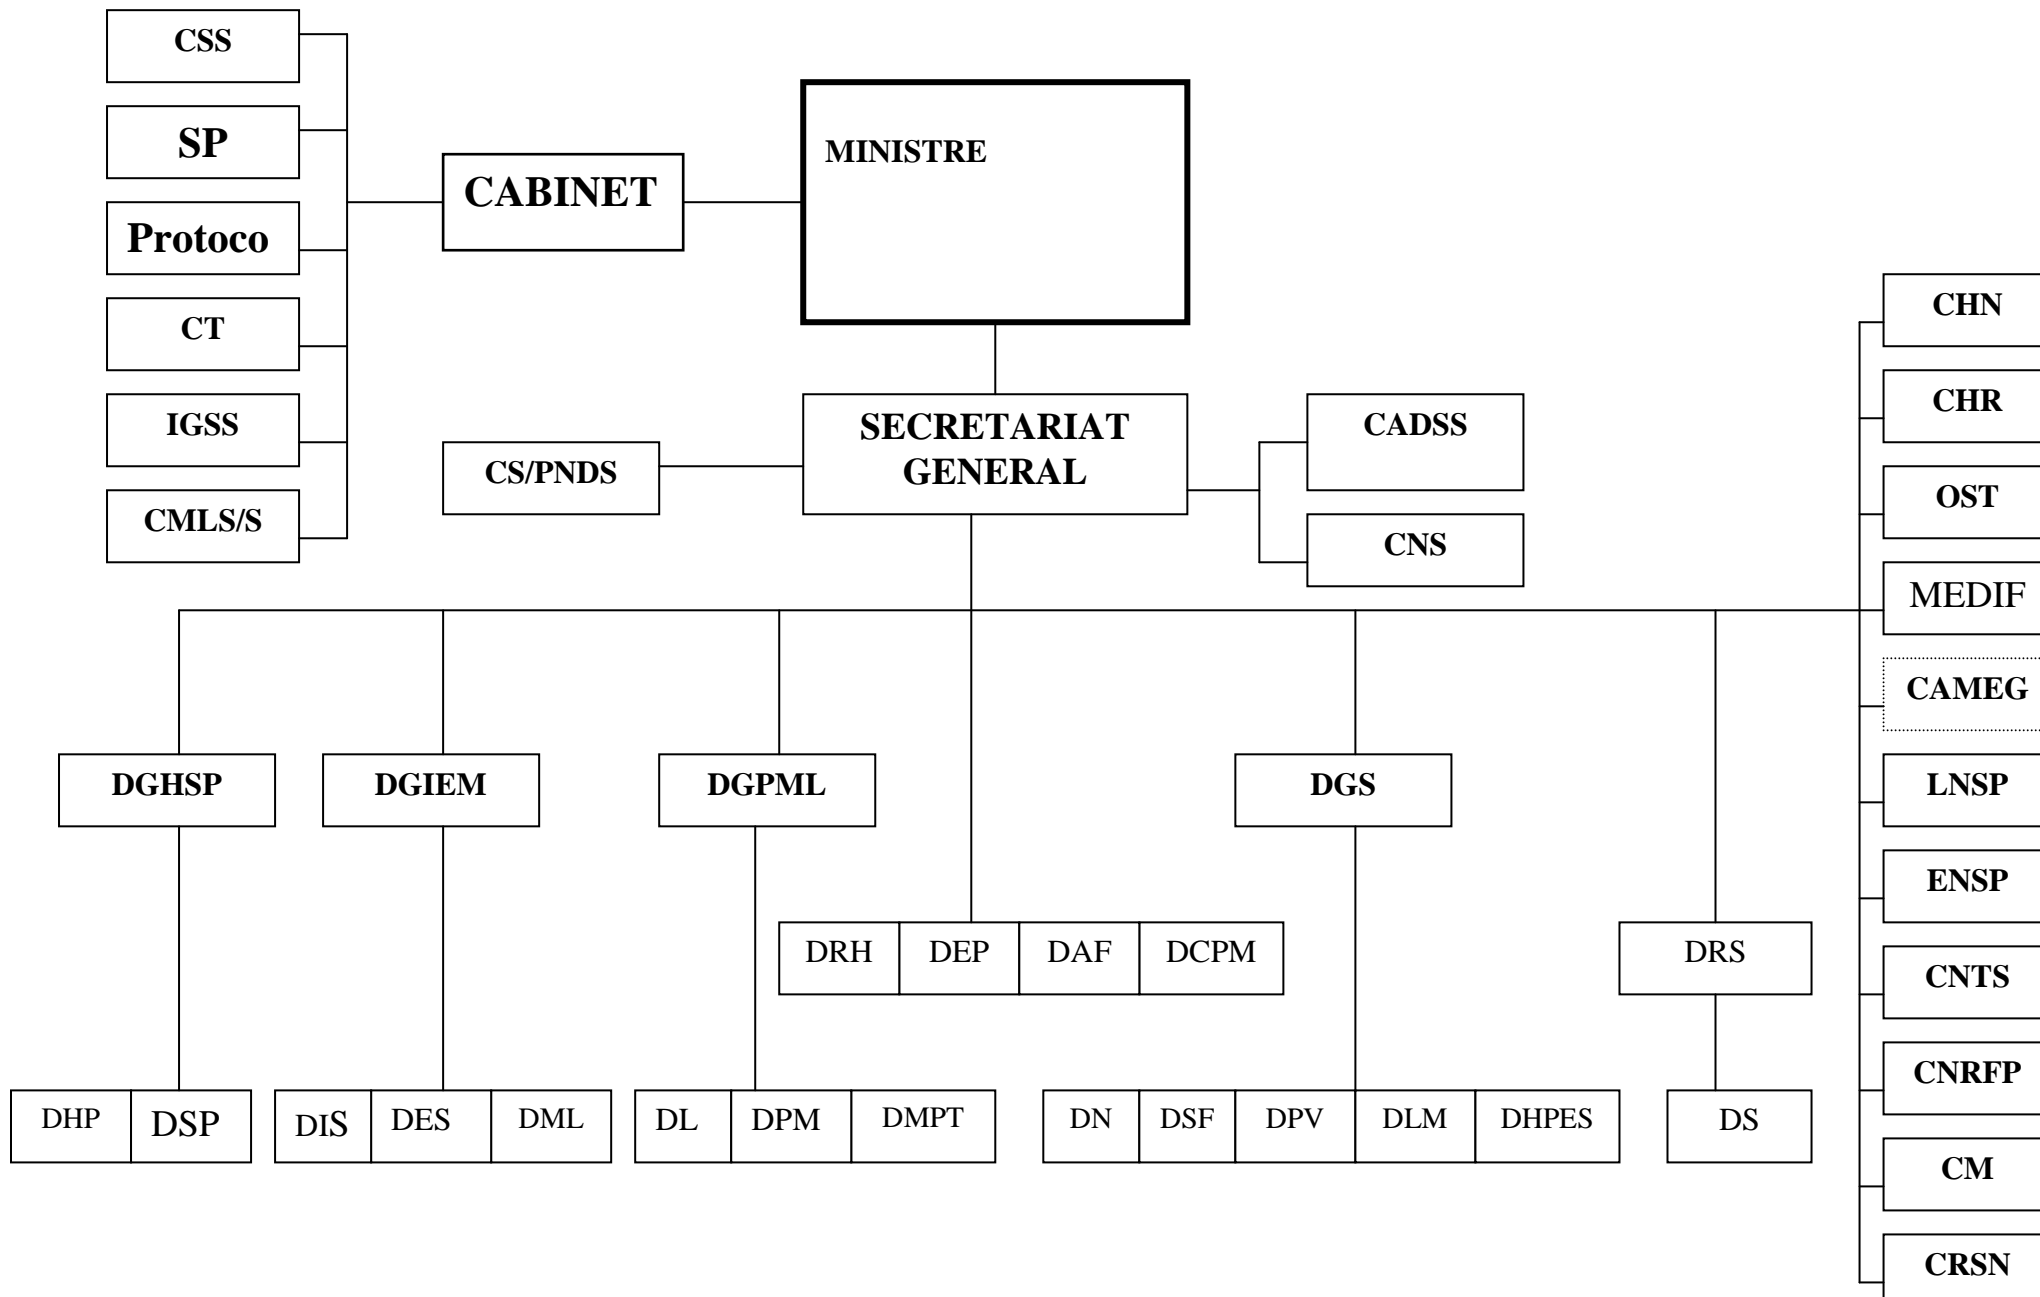 CSS
SP
Protoco
CT
IGSS
CMLS/S
CABINET
MINISTRE
SECRETARIAT
GENERAL
CS/PNDS
CADSS
CNS
CHN
CHR
OST
MEDIF
CAMEG
LNSP
ENSP
CNTS
CNRFP
CM
CRSN
DGHSP
DGIEM
DGPML
DGS
DRH
DEP
DAF
DCPM
DRS
DHP
DSP
DIS
DES
DML
DL
DPM
DMPT
DN
DSF
DPV
DLM
DHPES
DS